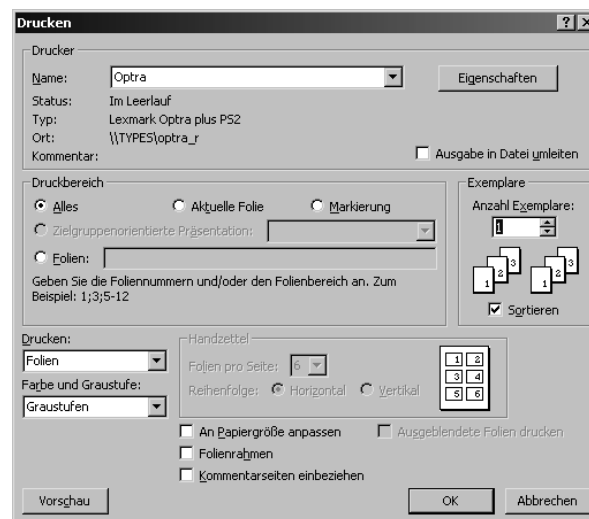 Drucken
Drucker
Name: Optra Eigenschaften
Status: Im Leerlauf
Typ: Lexmark Optra plus PS2
Ort: \\TYPES\optra_r
Kommentar: Ausgabe in Datei umleiten
Druckbereich
Alles Aktuelle Folie Markierung
Zielgruppenorientierte Präsentation:
Folien:
Geben Sie die Foliennummern und/oder den Folienbereich an. Zum
Beispiel: 1;3;5-12
Exemplare
Anzahl Exemplare:
1
1 2 3 1 2 3
Sortieren
Drucken:
Folien
Farbe und Graustufe:
Graustufen
Handzettel
Folien pro Seite: 6
Reihenfolge: Horizontal Vertikal
1 2
3 4
5 6
An Papiergröße anpassen Ausgeblendete Folien drucken
Folienrahmen
Kommentarseiten einbeziehen
Vorschau OK Abbrechen